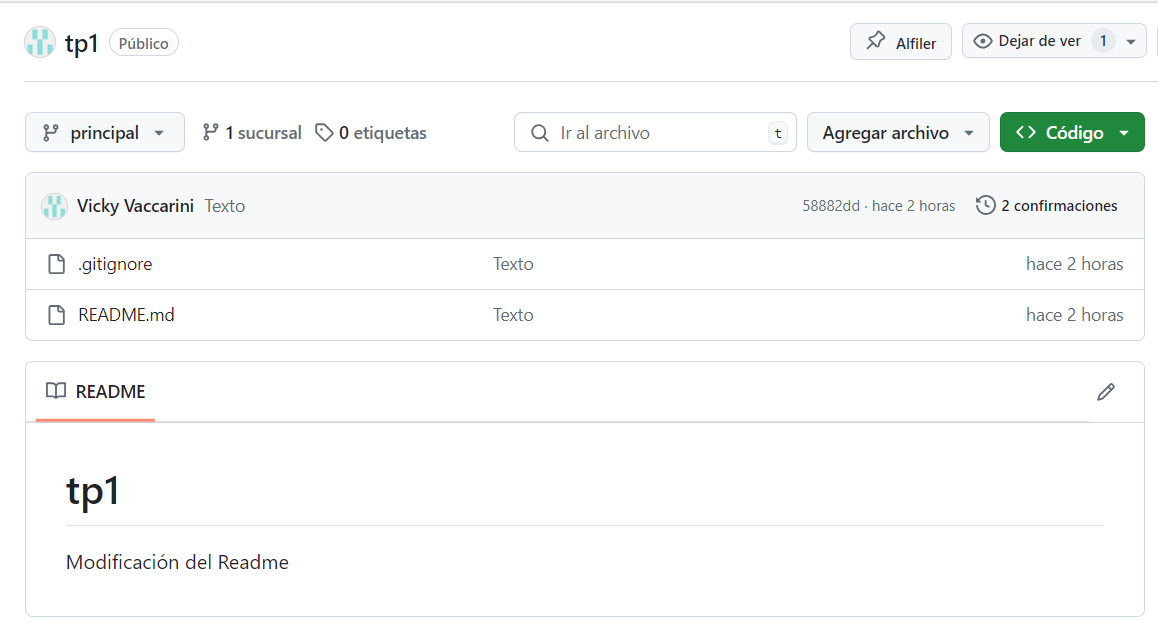 tp1 Público Alfiler Dejar de ver 1
principal 1 sucursal 0 etiquetas Ir al archivo t Agregar archivo Código
Vicky Vaccarini Texto 58882dd · hace 2 horas 2 confirmaciones
.gitignore Texto hace 2 horas
README.md Texto hace 2 horas
README
tp1
Modificación del Readme